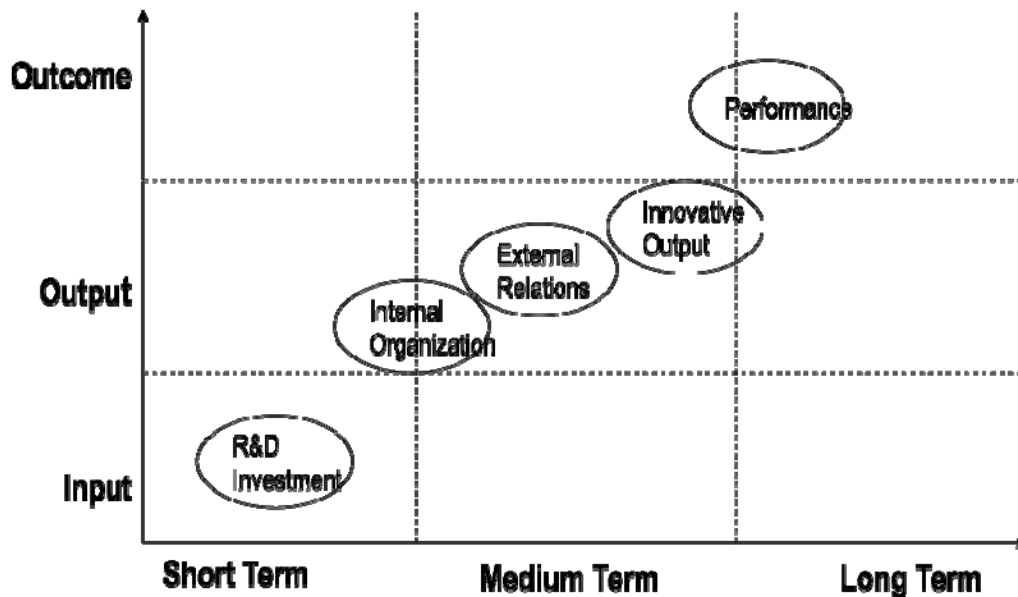 Outcome
Performance
Innovative
Output
External
Relations
Output
Internal
Organization
R&D
Investment
Input
Short Term
Medium Term
Long Term